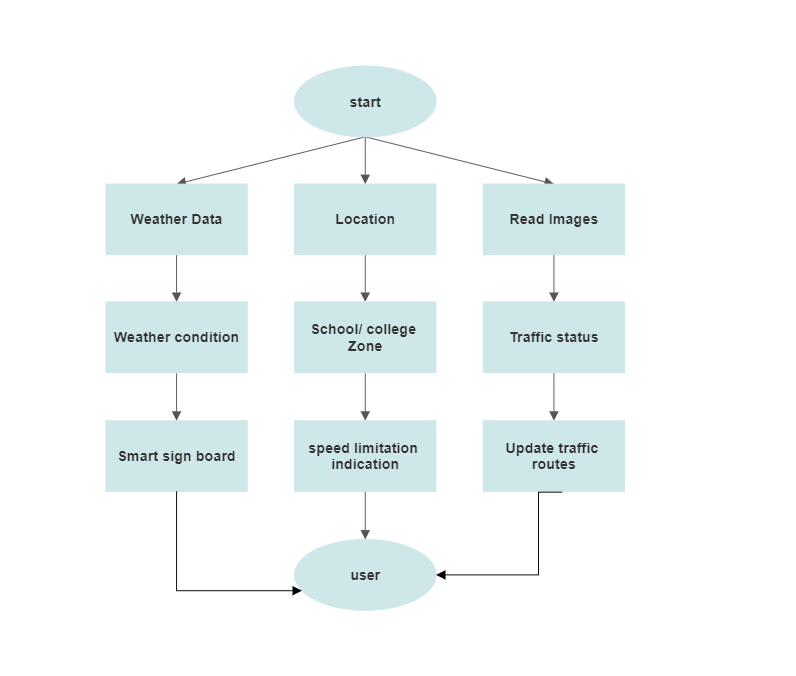 start
Weather Data
Location
Read Images
Weather condition
School/ college
Zone
Traffic status
Smart sign board
speed limitation
indication
Update traffic
routes
user